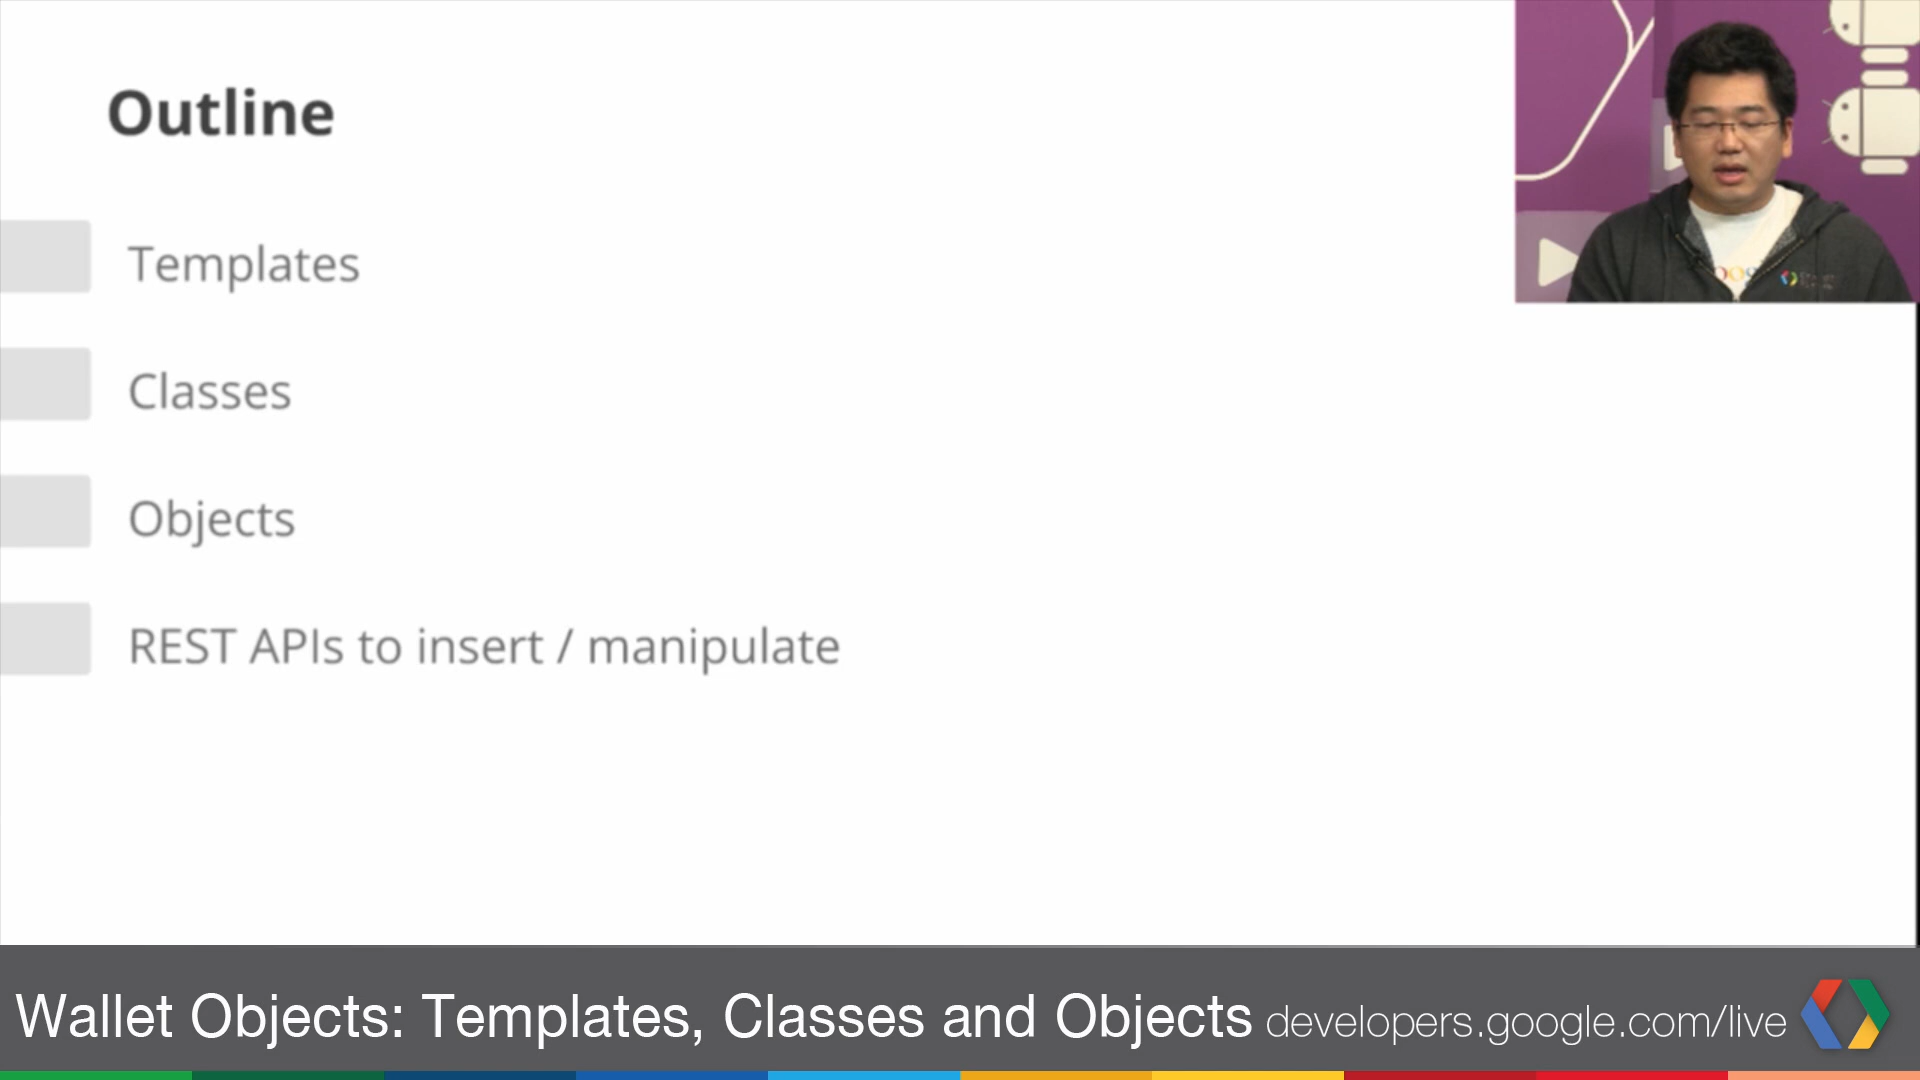 Outline
Templates
Classes
Objects
REST APIs to insert / manipulate
Wallet Objects: Templates, Classes and Objects developers.google.com/live